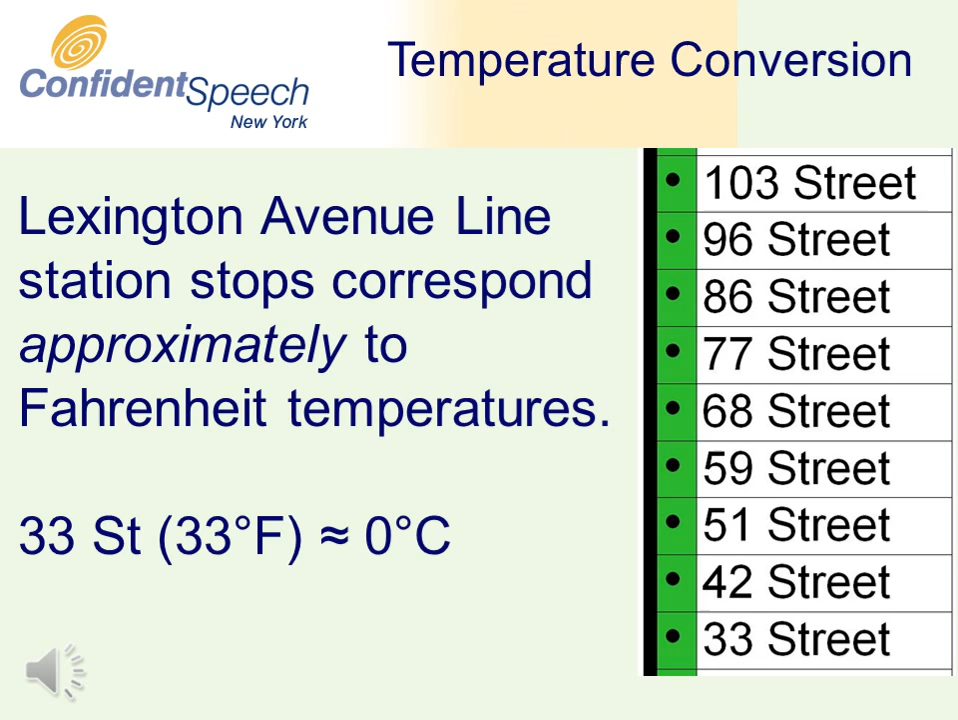 ConfidentSpeech
New York
Temperature Conversion
Lexington Avenue Line
station stops correspond
approximately to
Fahrenheit temperatures.
33 St (33°F) ≈ 0°C
• 103 Street
• 96 Street
• 86 Street
• 77 Street
• 68 Street
• 59 Street
• 51 Street
• 42 Street
• 33 Street